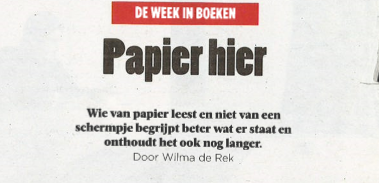 DE WEEK IN BOEKEN
Papier hier
Wie van papier leest en niet van een
schermpje begrijpt beter wat er staat en
onthoudt het ook nog langer.
Door Wilma de Rek